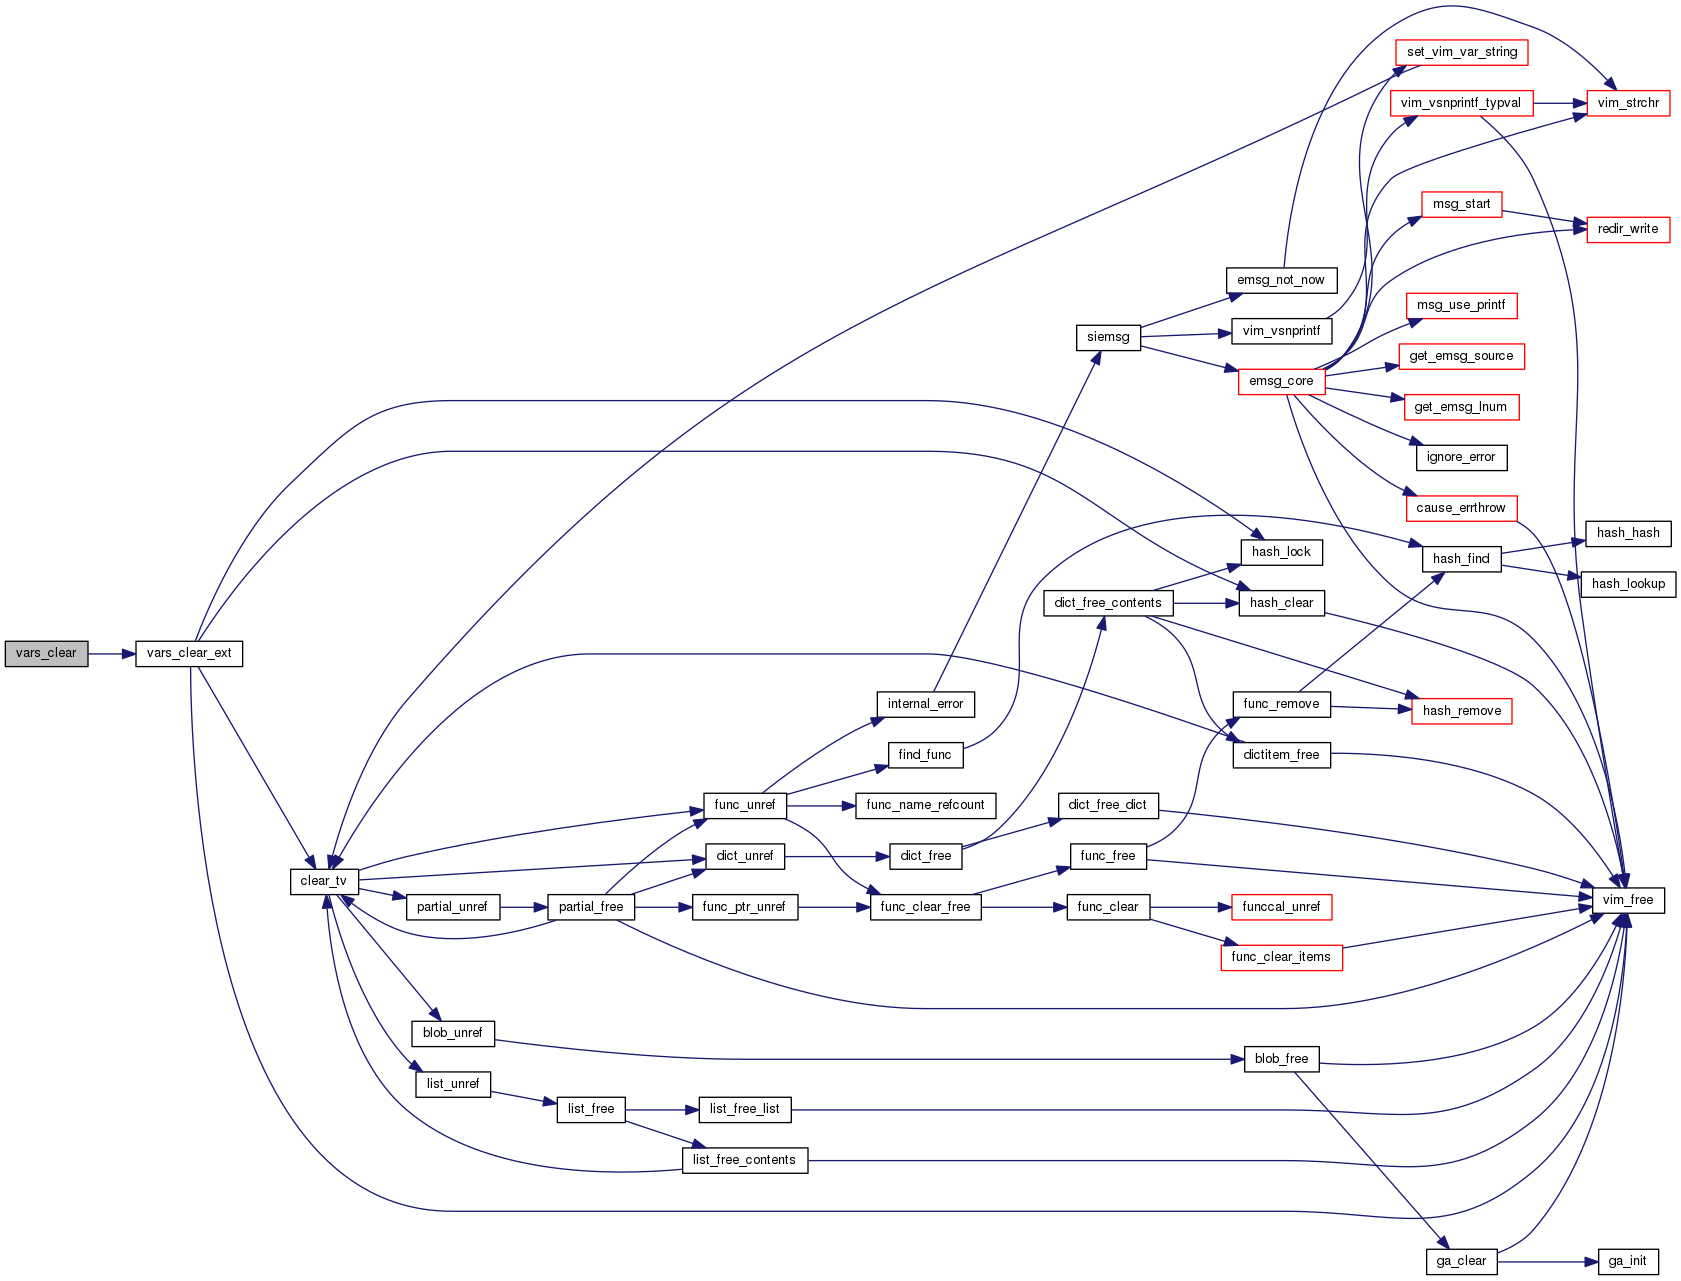 set_vim_var_string
vim_vsnprintf_typval
vim_strchr
msg_start
redir_write
emsg_not_now
msg_use_printf
vim_vsnprintf
siemsg
get_emsg_source
emsg_core
get_emsg_lnum
ignore_error
cause_errthrow
hash_hash
hash_lock
hash_find
hash_lookup
dict_free_contents
hash_clear
vars_clear
vars_clear_ext
internal_error
func_remove
hash_remove
find_func
dictitem_free
func_unref
func_name_refcount
dict_free_dict
dict_unref
dict_free
func_free
clear_tv
vim_free
partial_unref
partial_free
func_ptr_unref
func_clear_free
func_clear
funccal_unref
func_clear_items
blob_unref
blob_free
list_unref
list_free
list_free_list
list_free_contents
ga_clear
ga_init